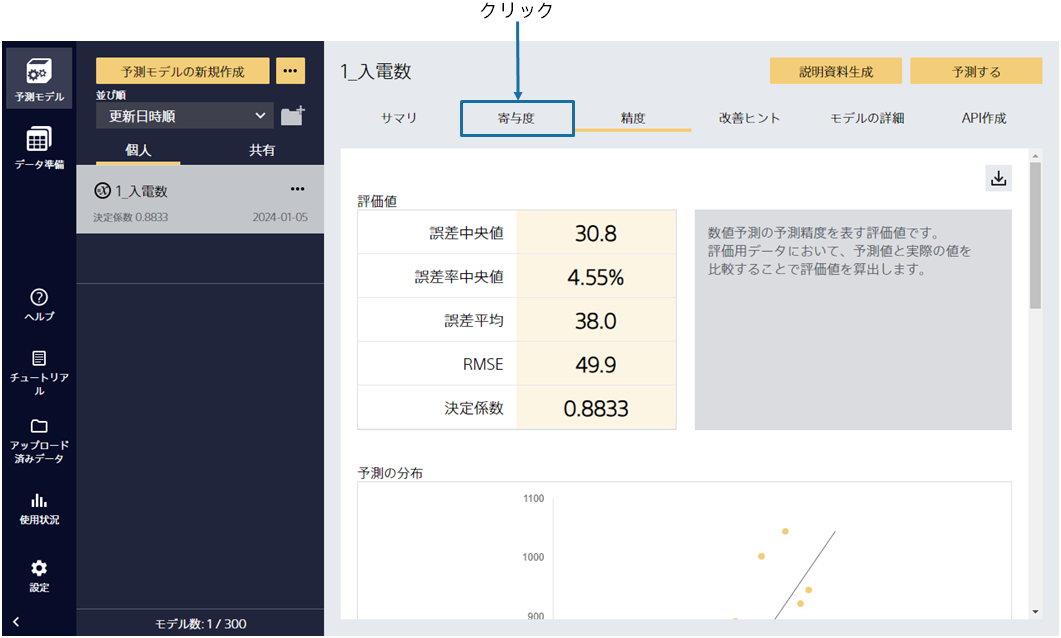 クリック
予測モデル
データ準備
ヘルプ
チュートリア
ル
アップロード
済みデータ
使用状況
設定
予測モデルの新規作成
並び順
更新日時順
個人
共有
1_入電数
決定係数 0.8833
2024-01-05
モデル数: 1 / 300
1_入電数
説明資料生成
予測する
サマリ
寄与度
精度
改善ヒント
モデルの詳細
API作成
評価値
誤差中央値 30.8
誤差率中央値 4.55%
誤差平均 38.0
RMSE 49.9
決定係数 0.8833
数値予測の予測精度を表す評価値です。
評価用データにおいて、予測値と実際の値を
比較することで評価値を算出します。
予測の分布
1100
1000
900